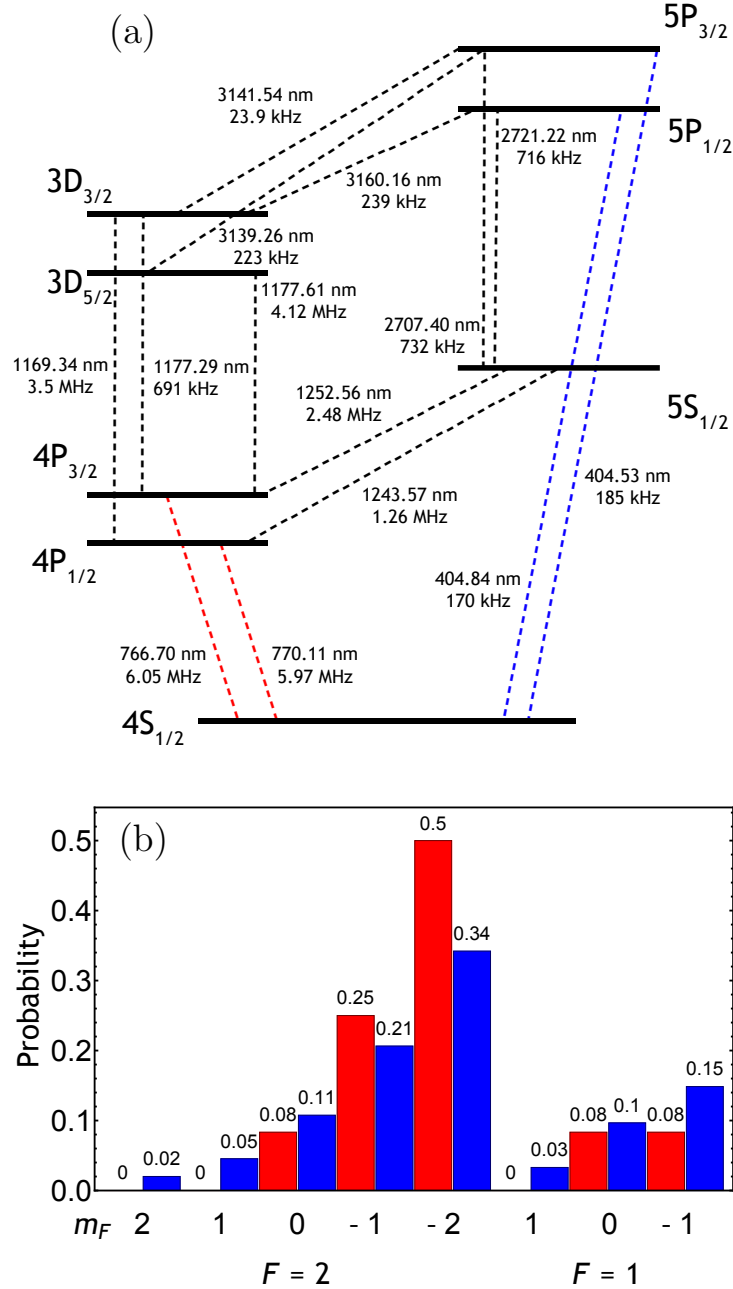 (a)
5P3/2
3141.54 nm
23.9 kHz
2721.22 nm
716 kHz
5P1/2
3D3/2
3160.16 nm
239 kHz
3139.26 nm
223 kHz
3D5/2
1177.61 nm
4.12 MHz
2707.40 nm
732 kHz
1169.34 nm
3.5 MHz
1177.29 nm
691 kHz
1252.56 nm
2.48 MHz
5S1/2
4P3/2
1243.57 nm
1.26 MHz
404.53 nm
185 kHz
4P1/2
404.84 nm
170 kHz
766.70 nm
6.05 MHz
770.11 nm
5.97 MHz
4S1/2
(b)
Probability
0.5
0.4
0.3
0.2
0.1
0.0
0 0.02 0 0.05 0.08 0.11 0.25 0.21 0.5 0.34 0 0.03 0.08 0.1 0.08 0.15
mF 2 1 0 - 1 - 2 1 0 - 1
F = 2 F = 1